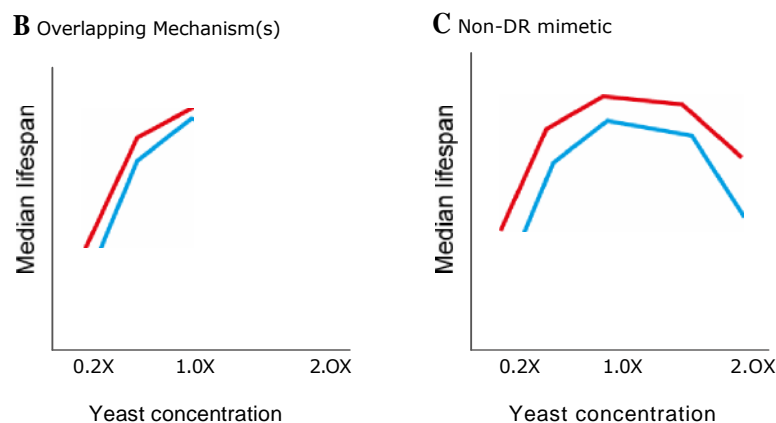 B Overlapping Mechanism(s)
Median lifespan
0.2X 1.0X 2.OX
Yeast concentration
C Non-DR mimetic
Median lifespan
0.2X 1.0X 2.OX
Yeast concentration